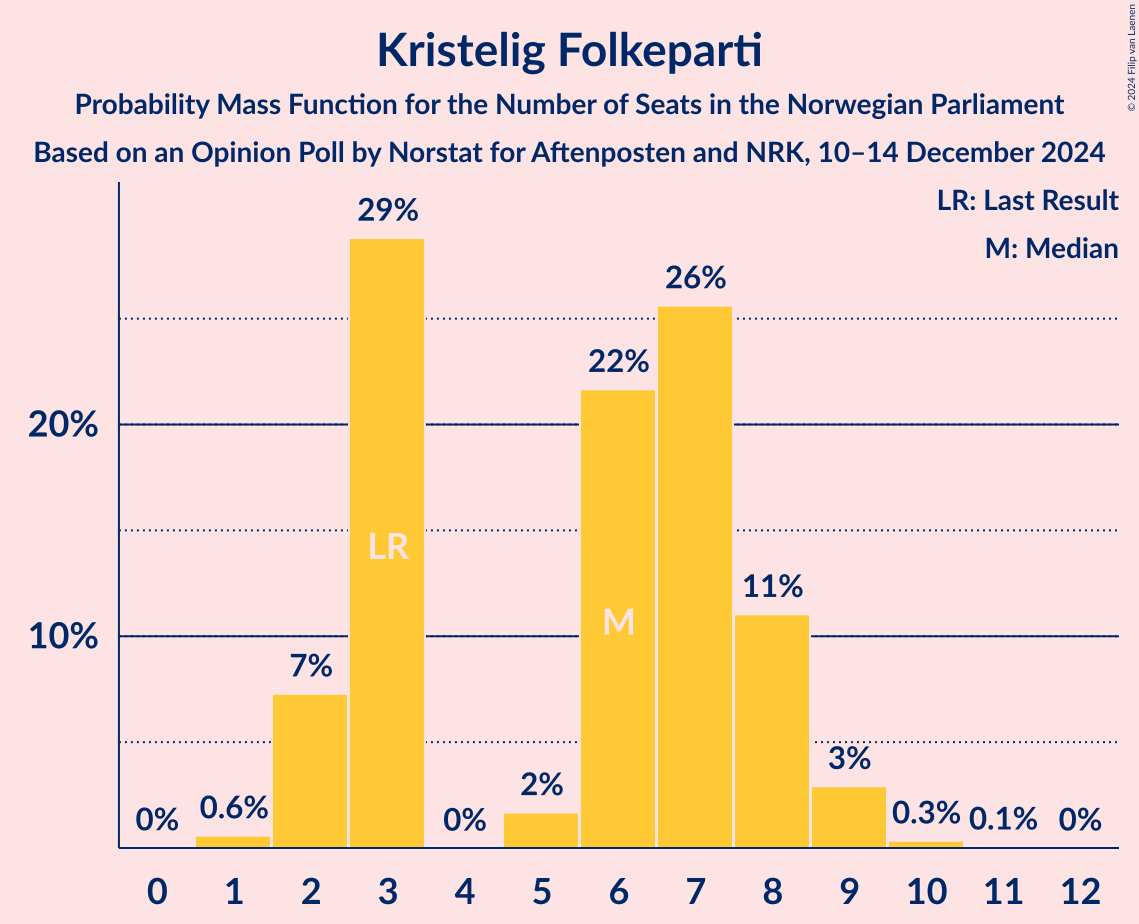 Kristelig Folkeparti
Probability Mass Function for the Number of Seats in the Norwegian Parliament
Based on an Opinion Poll by Norstat for Aftenposten and NRK, 10–14 December 2024
© 2024 Filip van Laenen
LR: Last Result
M: Median
29%
26%
22%
20%
LR
11%
M
10%
7%
3%
2%
0%
0.6%
0%
0.3%
0.1%
0%
0 1 2 3 4 5 6 7 8 9 10 11 12